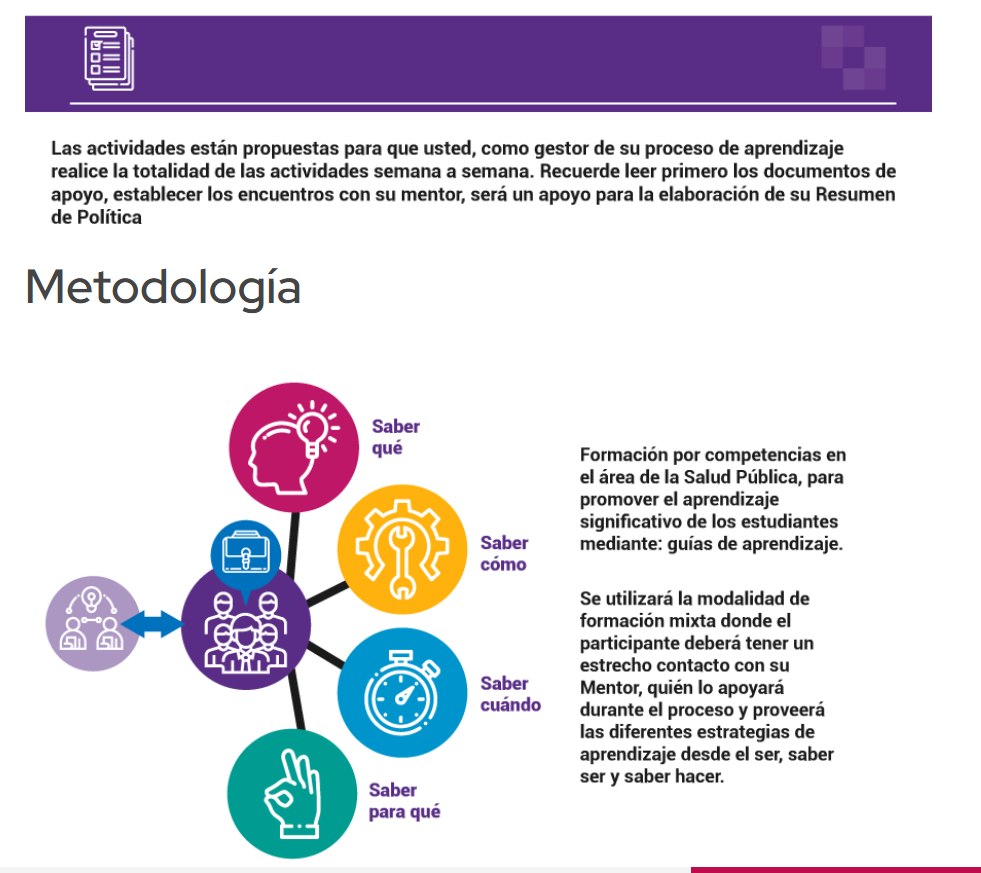 Las actividades están propuestas para que usted, como gestor de su proceso de aprendizaje
realice la totalidad de las actividades semana a semana. Recuerde leer primero los documentos de
apoyo, establecer los encuentros con su mentor, será un apoyo para la elaboración de su Resumen
de Política
Metodología
Saber
qué
Saber
cómo
Saber
cuándo
Saber
para qué
Formación por competencias en
el área de la Salud Pública, para
promover el aprendizaje
significativo de los estudiantes
mediante: guías de aprendizaje.
Se utilizará la modalidad de
formación mixta donde el
participante deberá tener un
estrecho contacto con su
Mentor, quién lo apoyará
durante el proceso y proveerá
las diferentes estrategias de
aprendizaje desde el ser, saber
ser y saber hacer.